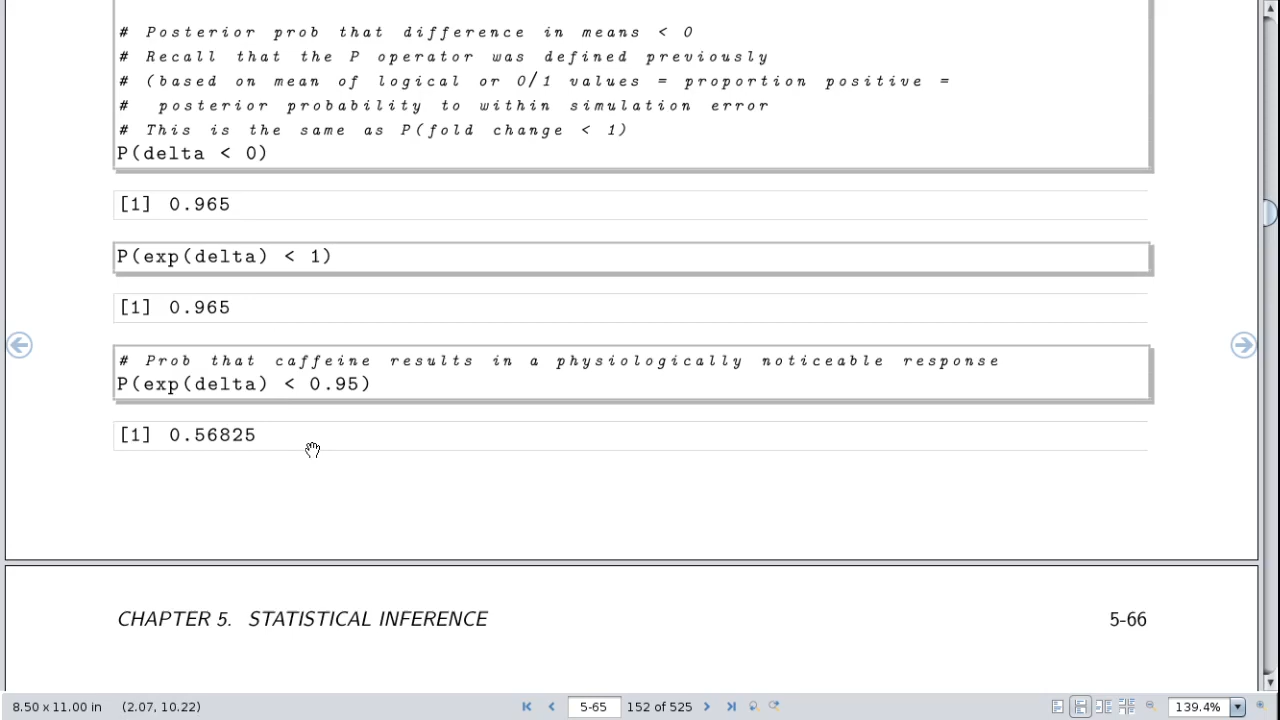 # Posterior prob that difference in means < 0
# Recall that the P operator was defined previously
# (based on mean of logical or 0/1 values = proportion positive =
# posterior probability to within simulation error
# This is the same as P(fold change < 1)
P(delta < 0)
[1] 0.965
P(exp(delta) < 1)
[1] 0.965
# Prob that caffeine results in a physiologically noticeable response
P(exp(delta) < 0.95)
[1] 0.56825
CHAPTER 5. STATISTICAL INFERENCE 5-66
8.50 x 11.00 in (2.07, 10.22) 5-65 152 of 525 139.4%